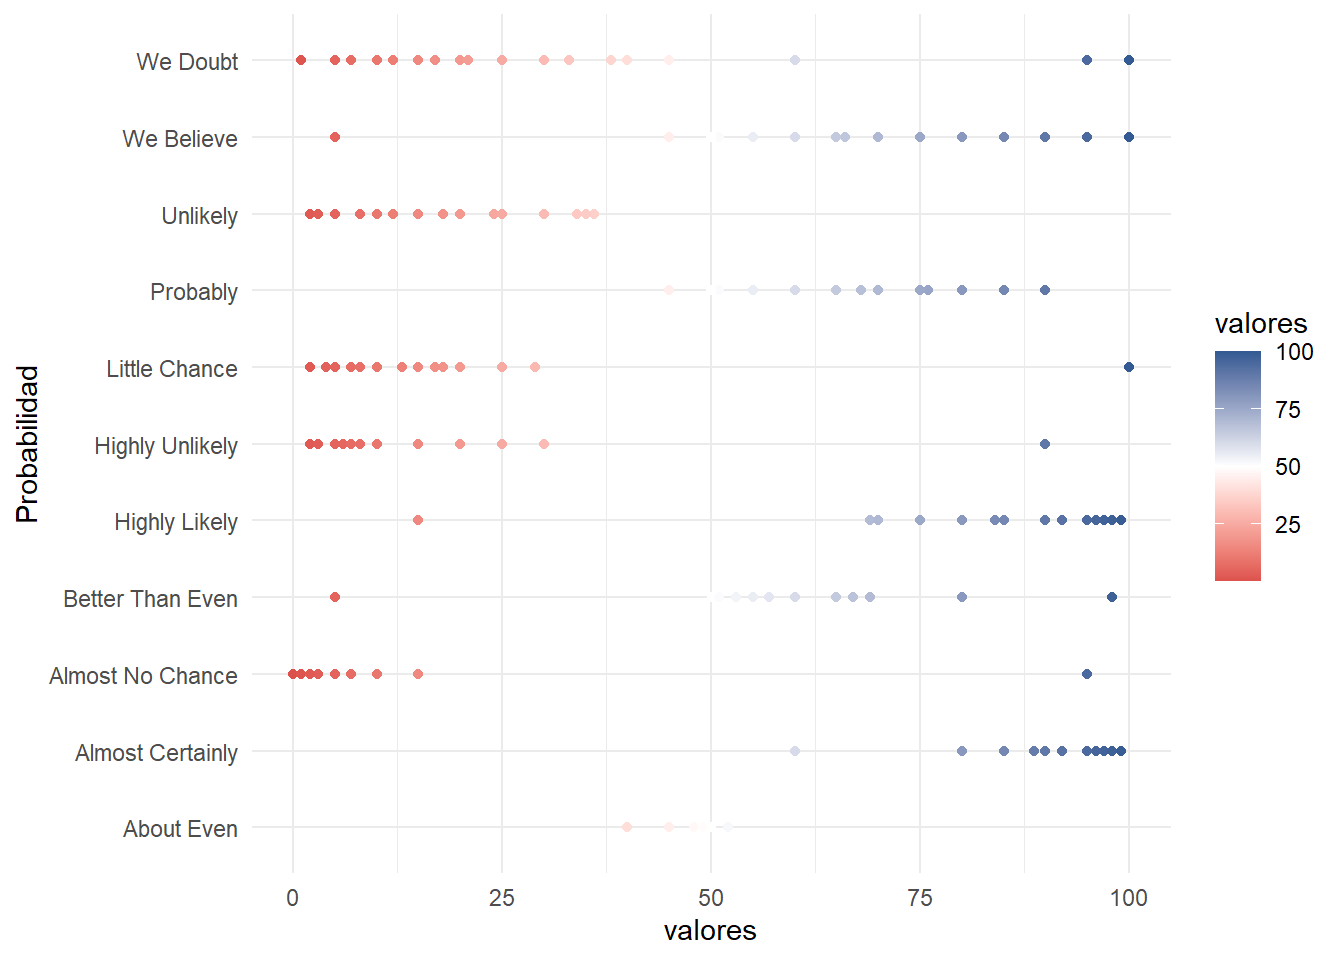 We Doubt
We Believe
Unlikely
Probably
Little Chance
Highly Unlikely
Highly Likely
Better Than Even
Almost No Chance
Almost Certainly
About Even
Probabilidad
0 25 50 75 100
valores
valores
100
75
50
25